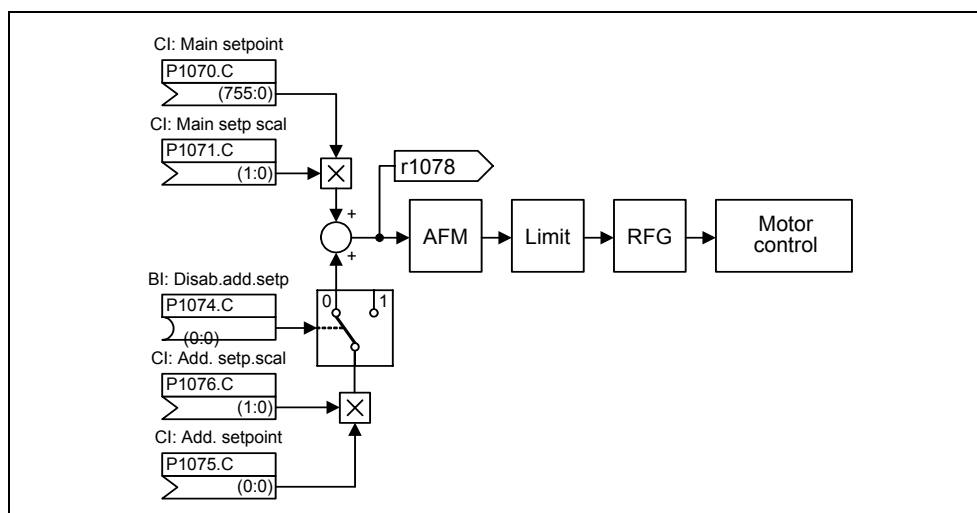 CI: Main setpoint
P1070.C
(755:0)
CI: Main setp scal
P1071.C
(1:0)
r1078
+
+
AFM
Limit
RFG
Motor
control
BI: Disab.add.setp
P1074.C
(0:0)
0
1
CI: Add. setp.scal
P1076.C
(1:0)
CI: Add. setpoint
P1075.C
(0:0)